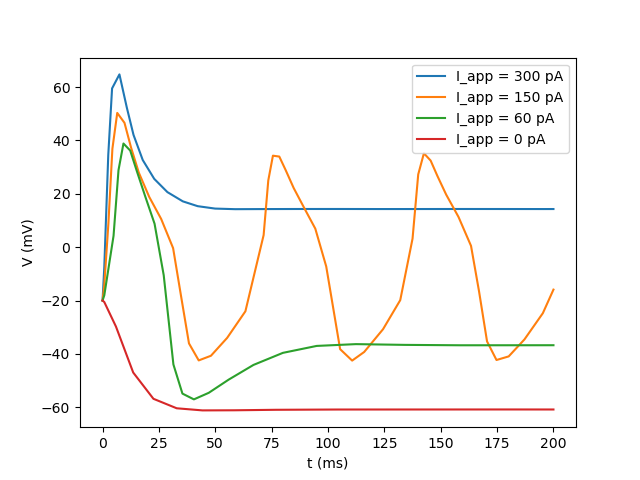 I_app = 300 pA
I_app = 150 pA
I_app = 60 pA
I_app = 0 pA
60
40
20
0
−20
−40
−60
V (mV)
0 25 50 75 100 125 150 175 200
t (ms)